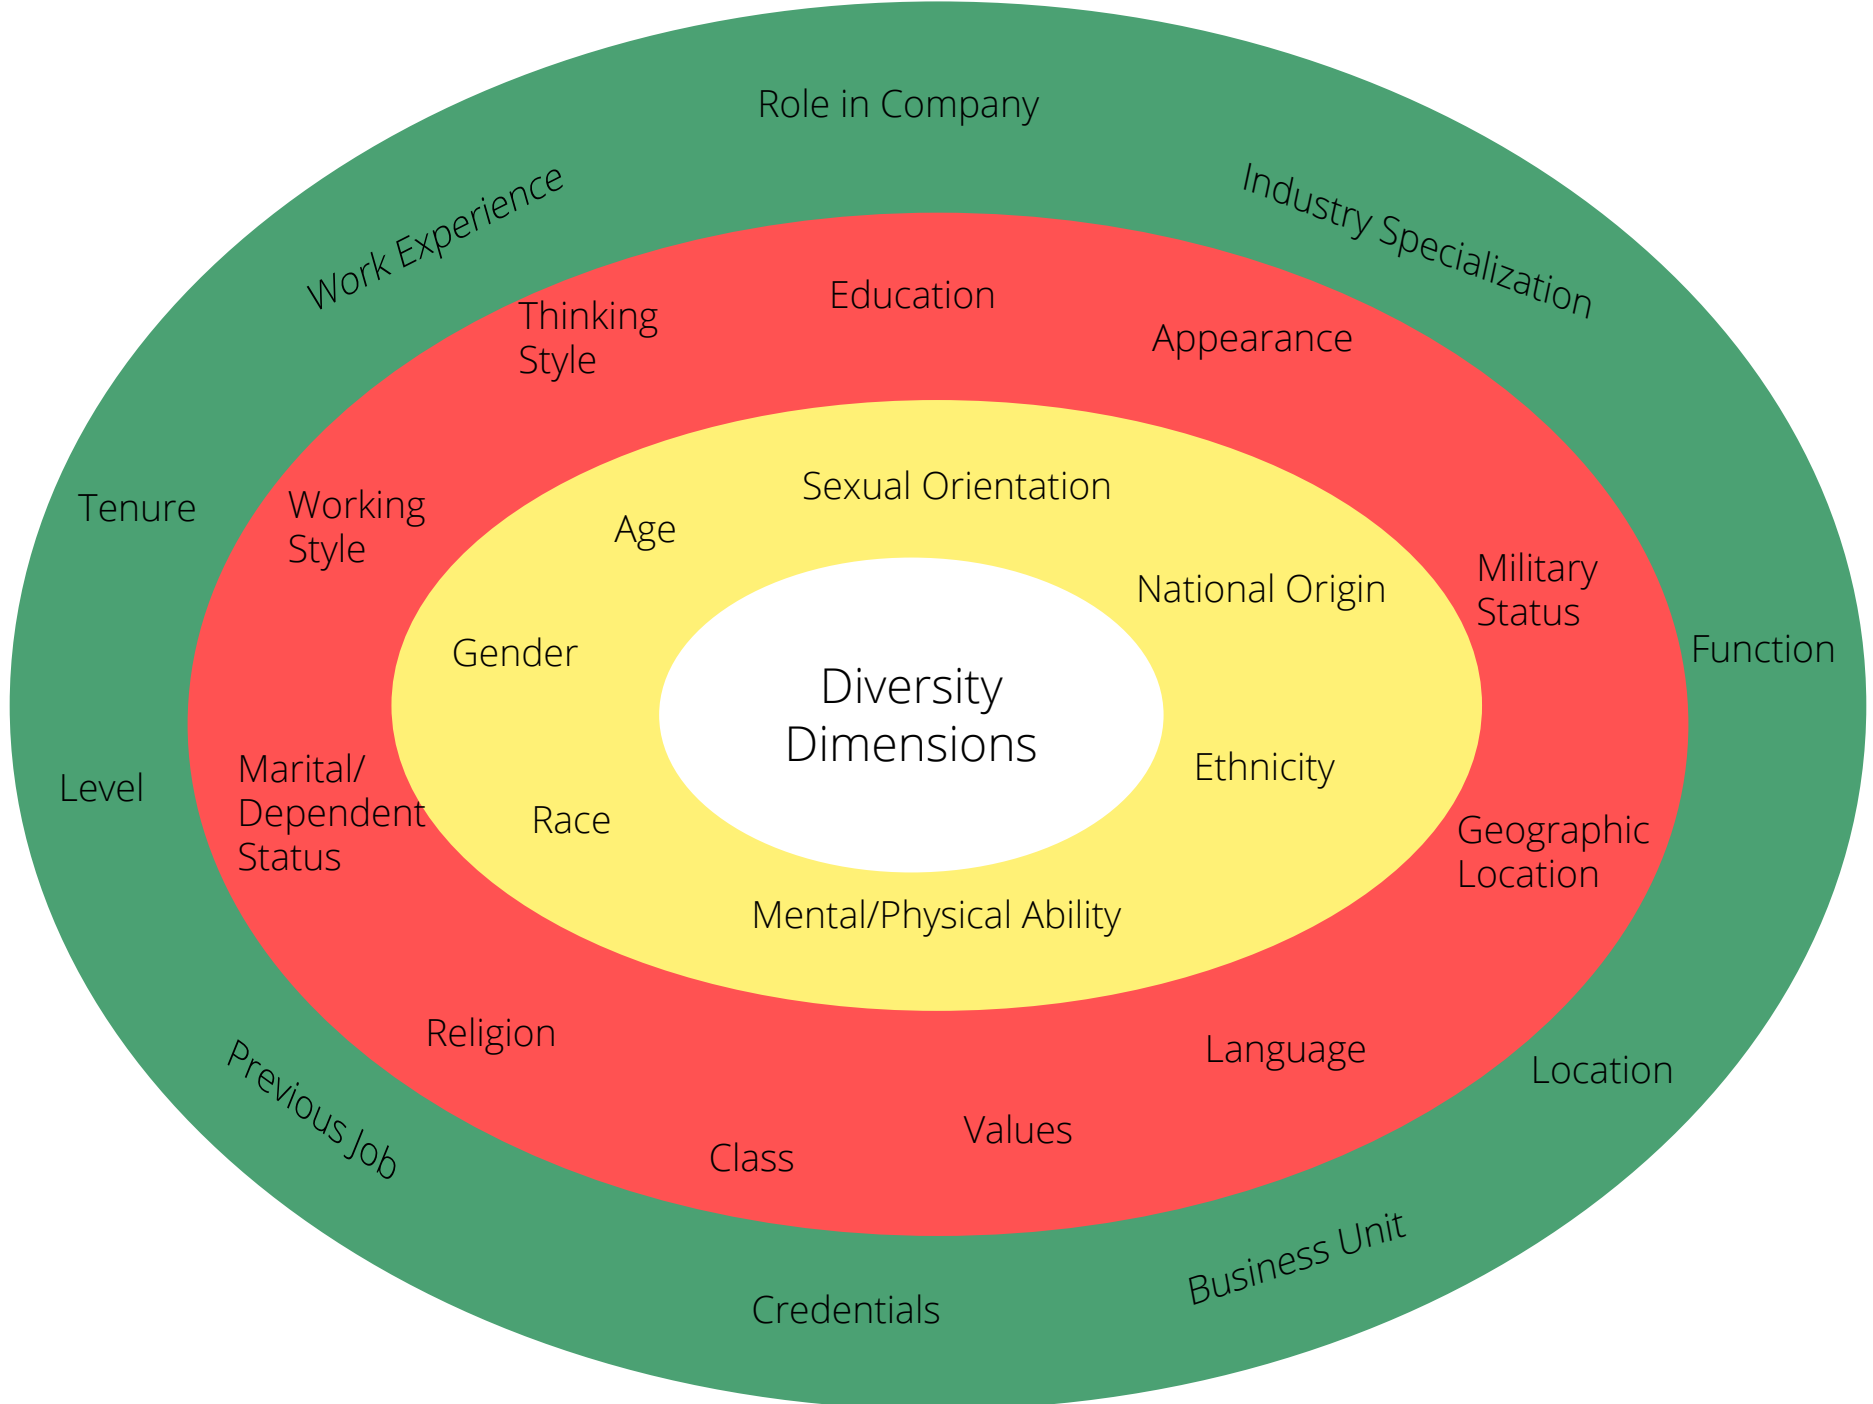 Role in Company
Work Experience
Industry Specialization
Education
Thinking
Style
Appearance
Sexual Orientation
Tenure
Working
Style
Age
National Origin
Military
Status
Gender
Function
Diversity
Dimensions
Ethnicity
Level
Marital/
Dependent
Status
Race
Geographic
Location
Mental/Physical Ability
Religion
Language
Location
Previous Job
Values
Class
Business Unit
Credentials